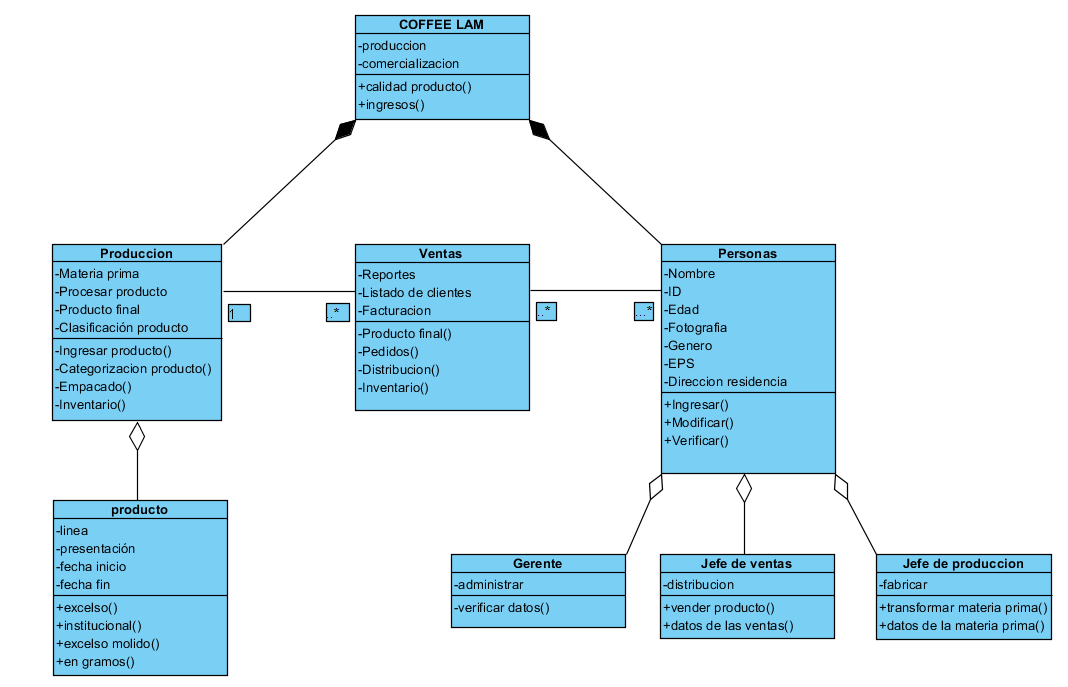 COFFEE LAM
-produccion
-comercializacion
+calidad producto()
+ingresos()
Produccion
-Materia prima
-Procesar producto
-Producto final
-Clasificación producto
-Ingresar producto()
-Categorizacion producto()
-Empacado()
-Inventario()
1
..*
Ventas
-Reportes
-Listado de clientes
-Facturacion
-Producto final()
-Pedidos()
-Distribucion()
-Inventario()
..*
...*
Personas
-Nombre
-ID
-Edad
-Fotografia
-Genero
-EPS
-Direccion residencia
+Ingresar()
+Modificar()
+Verificar()
producto
-linea
-presentación
-fecha inicio
-fecha fin
+excelso()
+institucional()
+excelso molido()
+en gramos()
Gerente
-administrar
-verificar datos()
Jefe de ventas
-distribucion
+vender producto()
+datos de las ventas()
Jefe de produccion
-fabricar
+transformar materia prima()
+datos de la materia prima()